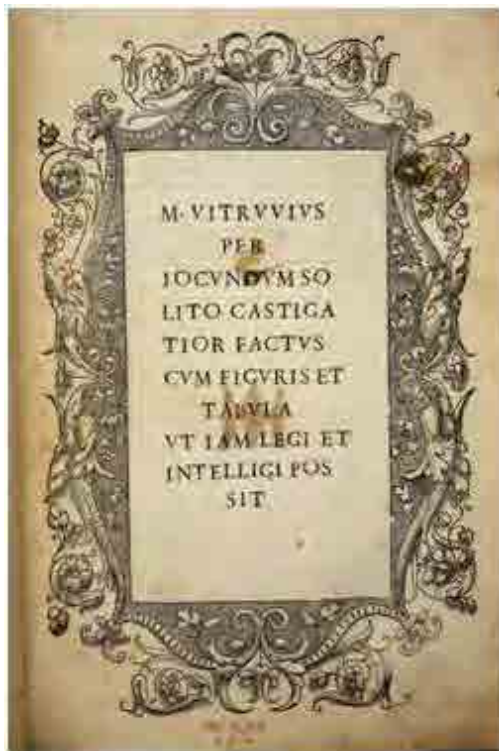 M· VITRVVIVS
PER
IOCVNDVM SO
LITO CASTIGA
TIOR FACTVS
CVM FIGVRIS ET
TABVLA
VT IAM LEGI ET
INTELLIGI POS
SIT